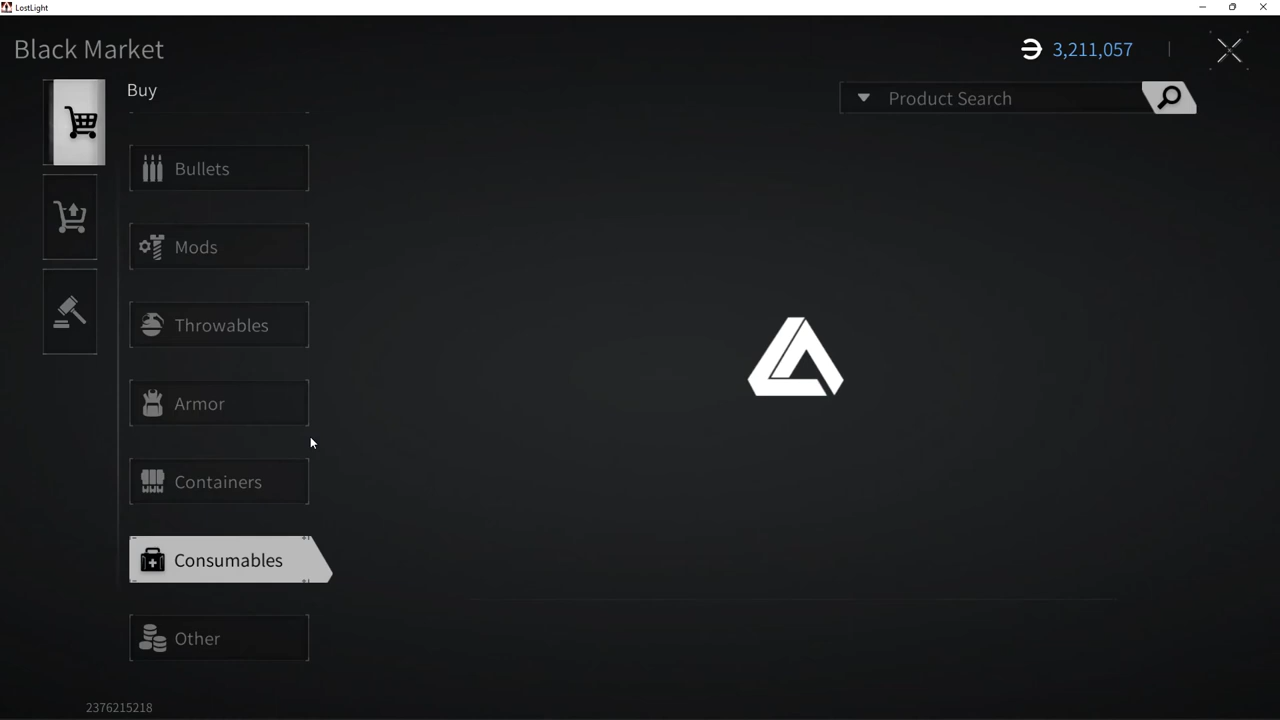 LostLight
Black Market
3,211,057
Buy
Product Search
Bullets
Mods
Throwables
Armor
Containers
Consumables
Other
2376215218